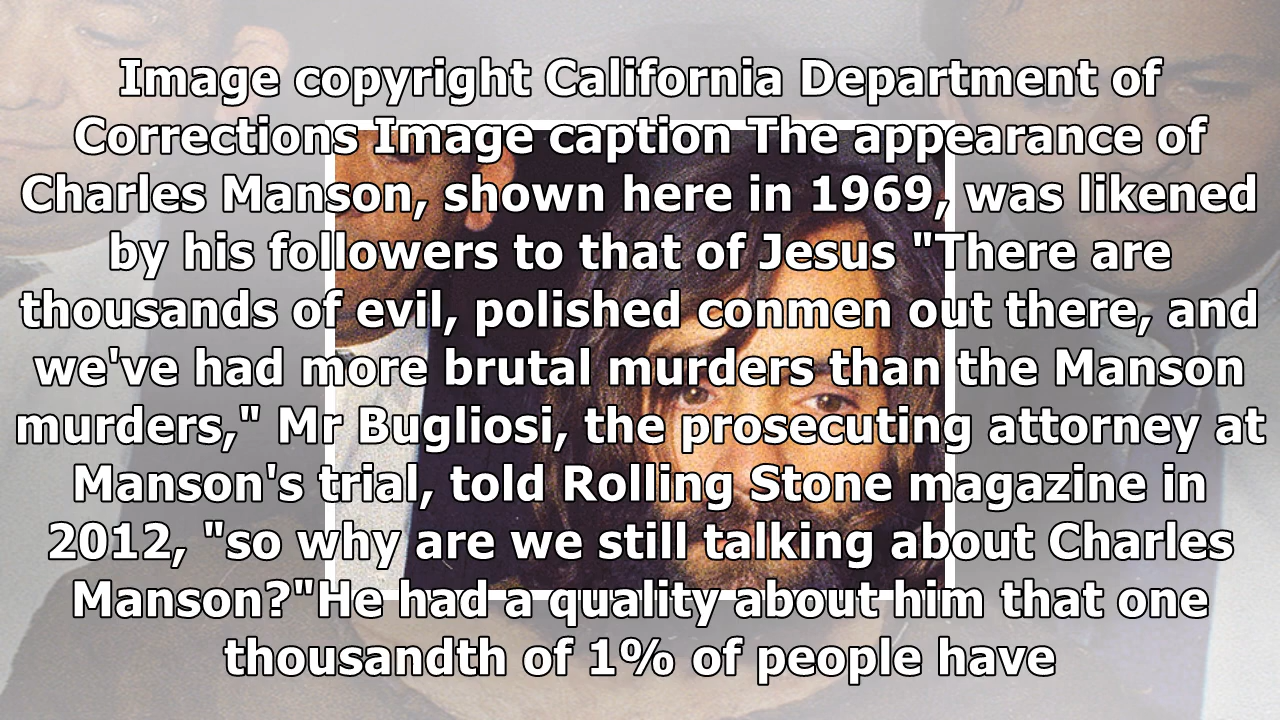 Image copyright California Department of
Corrections Image caption The appearance of
Charles Manson, shown here in 1969, was likened
by his followers to that of Jesus "There are
thousands of evil, polished conmen out there, and
we've had more brutal murders than the Manson
murders," Mr Bugliosi, the prosecuting attorney at
Manson's trial, told Rolling Stone magazine in
2012, "so why are we still talking about Charles
Manson?"He had a quality about him that one
thousandth of 1% of people have